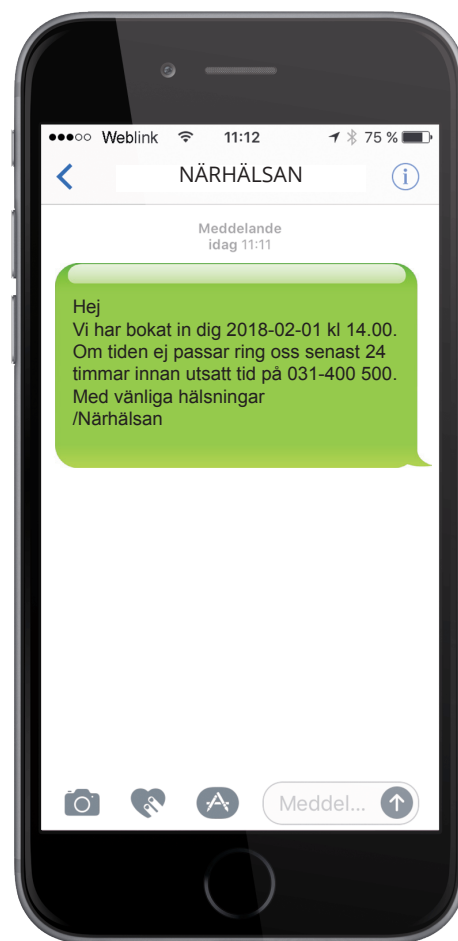 ●●●○○ Weblink 11:12 75 %
NÄRHÄLSAN
Meddelande
idag 11:11
Hej
Vi har bokat in dig 2018-02-01 kl 14.00.
Om tiden ej passar ring oss senast 24
timmar innan utsatt tid på 031-400 500.
Med vänliga hälsningar
/Närhälsan
Meddel...